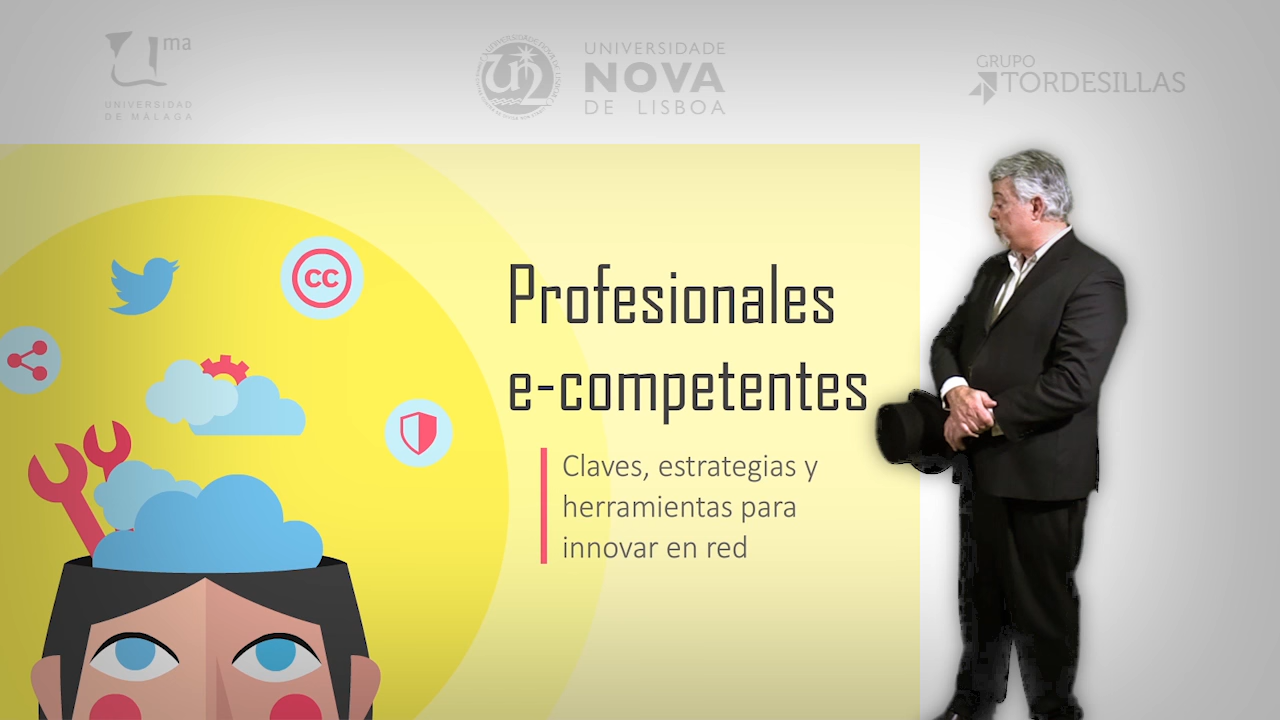 uma
UNIVERSIDAD
DE MÁLAGA
UNIVERSIDADE
NOVA
DE LISBOA
GRUPO
TORDESILLAS
cc
Profesionales
e-competentes
Claves, estrategias y
herramientas para
innovar en red